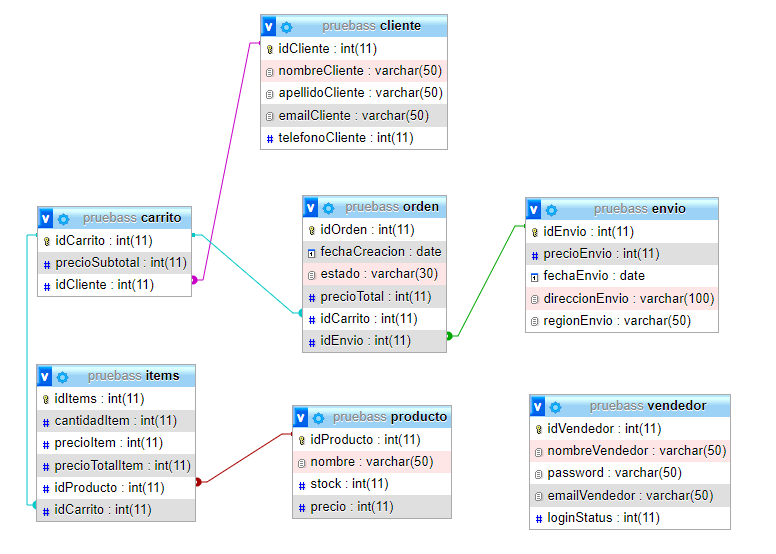 pruebass cliente
idCliente : int(11)
nombreCliente : varchar(50)
apellidoCliente : varchar(50)
emailCliente : varchar(50)
# telefonoCliente : int(11)
pruebass carrito
idCarrito : int(11)
# precioSubtotal : int(11)
# idCliente : int(11)
pruebass orden
idOrden : int(11)
fechaCreacion : date
estado : varchar(30)
# precioTotal : int(11)
# idCarrito : int(11)
# idEnvio : int(11)
pruebass envio
idEnvio : int(11)
# precioEnvio : int(11)
fechaEnvio : date
direccionEnvio : varchar(100)
regionEnvio : varchar(50)
pruebass items
idItems : int(11)
# cantidadItem : int(11)
# precioItem : int(11)
# precioTotalItem : int(11)
# idProducto : int(11)
# idCarrito : int(11)
pruebass producto
idProducto : int(11)
nombre : varchar(50)
# stock : int(11)
# precio : int(11)
pruebass vendedor
idVendedor : int(11)
nombreVendedor : varchar(50)
password : varchar(50)
emailVendedor : varchar(50)
# loginStatus : int(11)